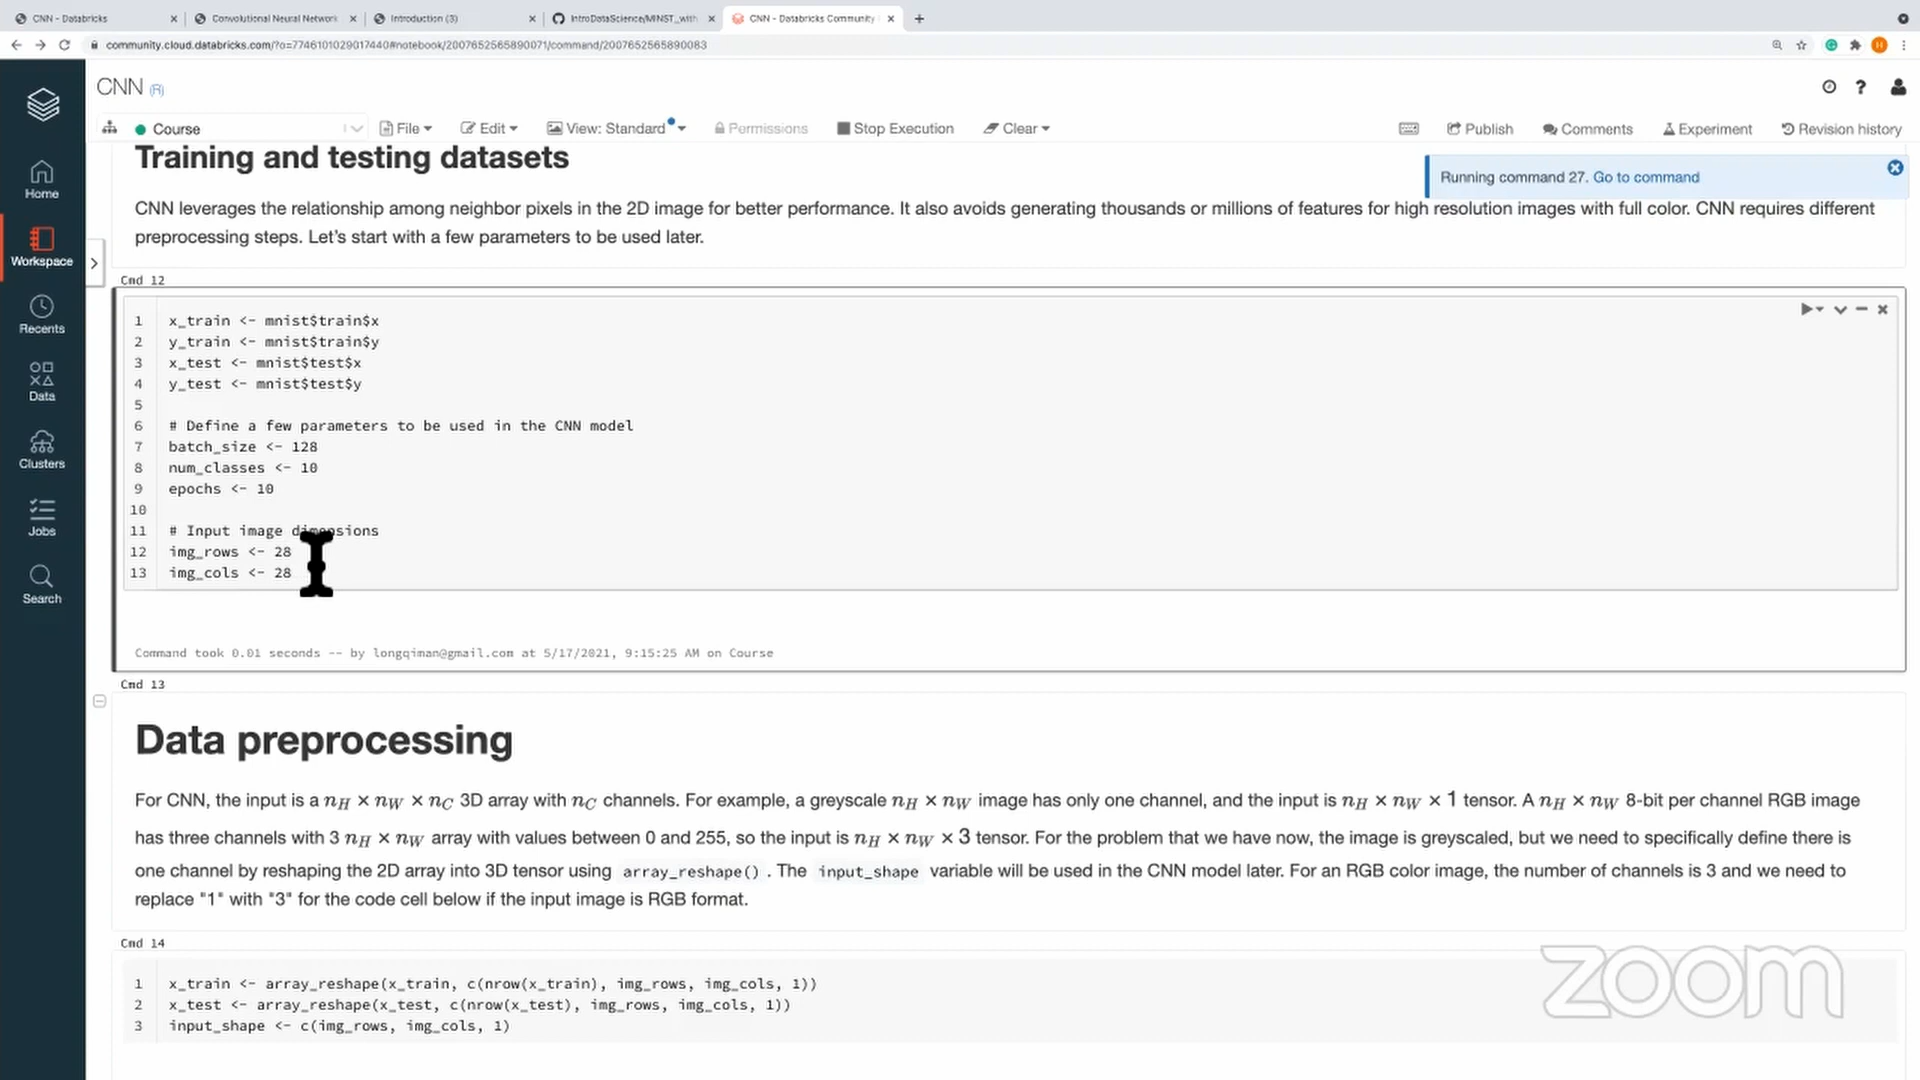 CNN - Databricks
Convolutional Neural Network
Introduction (3)
IntroDataScience/MINST_with
CNN - Databricks Community
community.cloud.databricks.com/?o=7746101029017440#notebook/2007652565890071/command/2007652565890083
CNN (R)
Course
File
Edit
View: Standard
Permissions
Stop Execution
Clear
Publish
Comments
Experiment
Revision history
Home
Workspace
Recents
Data
Clusters
Jobs
Search
Training and testing datasets
Running command 27. Go to command
CNN leverages the relationship among neighbor pixels in the 2D image for better performance. It also avoids generating thousands or millions of features for high resolution images with full color. CNN requires different
preprocessing steps. Let's start with a few parameters to be used later.
Cmd 12
1 x_train <- mnist$train$x
2 y_train <- mnist$train$y
3 x_test <- mnist$test$x
4 y_test <- mnist$test$y
5
6 # Define a few parameters to be used in the CNN model
7 batch_size <- 128
8 num_classes <- 10
9 epochs <- 10
10
11 # Input image dimensions
12 img_rows <- 28
13 img_cols <- 28
Command took 0.01 seconds -- by longqiman@gmail.com at 5/17/2021, 9:15:25 AM on Course
Cmd 13
Data preprocessing
For CNN, the input is a n_H × n_W × n_C 3D array with n_C channels. For example, a greyscale n_H × n_W image has only one channel, and the input is n_H × n_W × 1 tensor. A n_H × n_W 8-bit per channel RGB image
has three channels with 3 n_H × n_W array with values between 0 and 255, so the input is n_H × n_W × 3 tensor. For the problem that we have now, the image is greyscaled, but we need to specifically define there is
one channel by reshaping the 2D array into 3D tensor using array_reshape() . The input_shape variable will be used in the CNN model later. For an RGB color image, the number of channels is 3 and we need to
replace "1" with "3" for the code cell below if the input image is RGB format.
Cmd 14
1 x_train <- array_reshape(x_train, c(nrow(x_train), img_rows, img_cols, 1))
2 x_test <- array_reshape(x_test, c(nrow(x_test), img_rows, img_cols, 1))
3 input_shape <- c(img_rows, img_cols, 1)
zoom